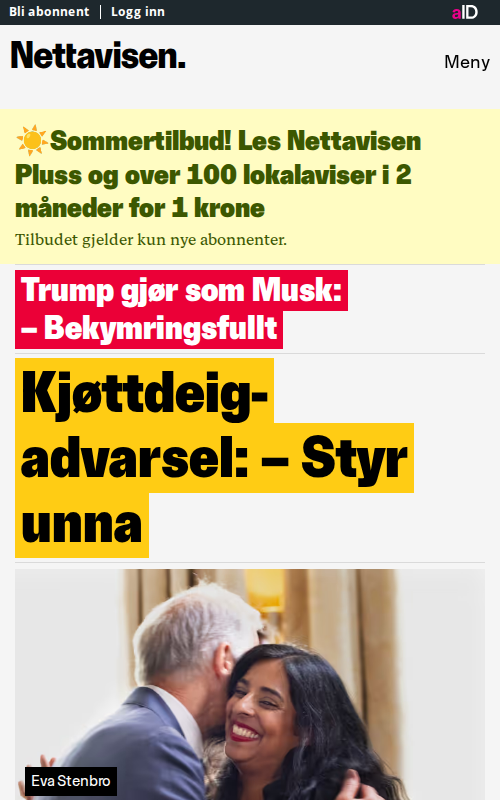 Bli abonnent | Logg inn
aID
Nettavisen.
Meny
☀️Sommertilbud! Les Nettavisen
Pluss og over 100 lokalaviser i 2
måneder for 1 krone
Tilbudet gjelder kun nye abonnenter.
Trump gjør som Musk:
– Bekymringsfullt
Kjøttdeig-
advarsel: – Styr
unna
Eva Stenbro